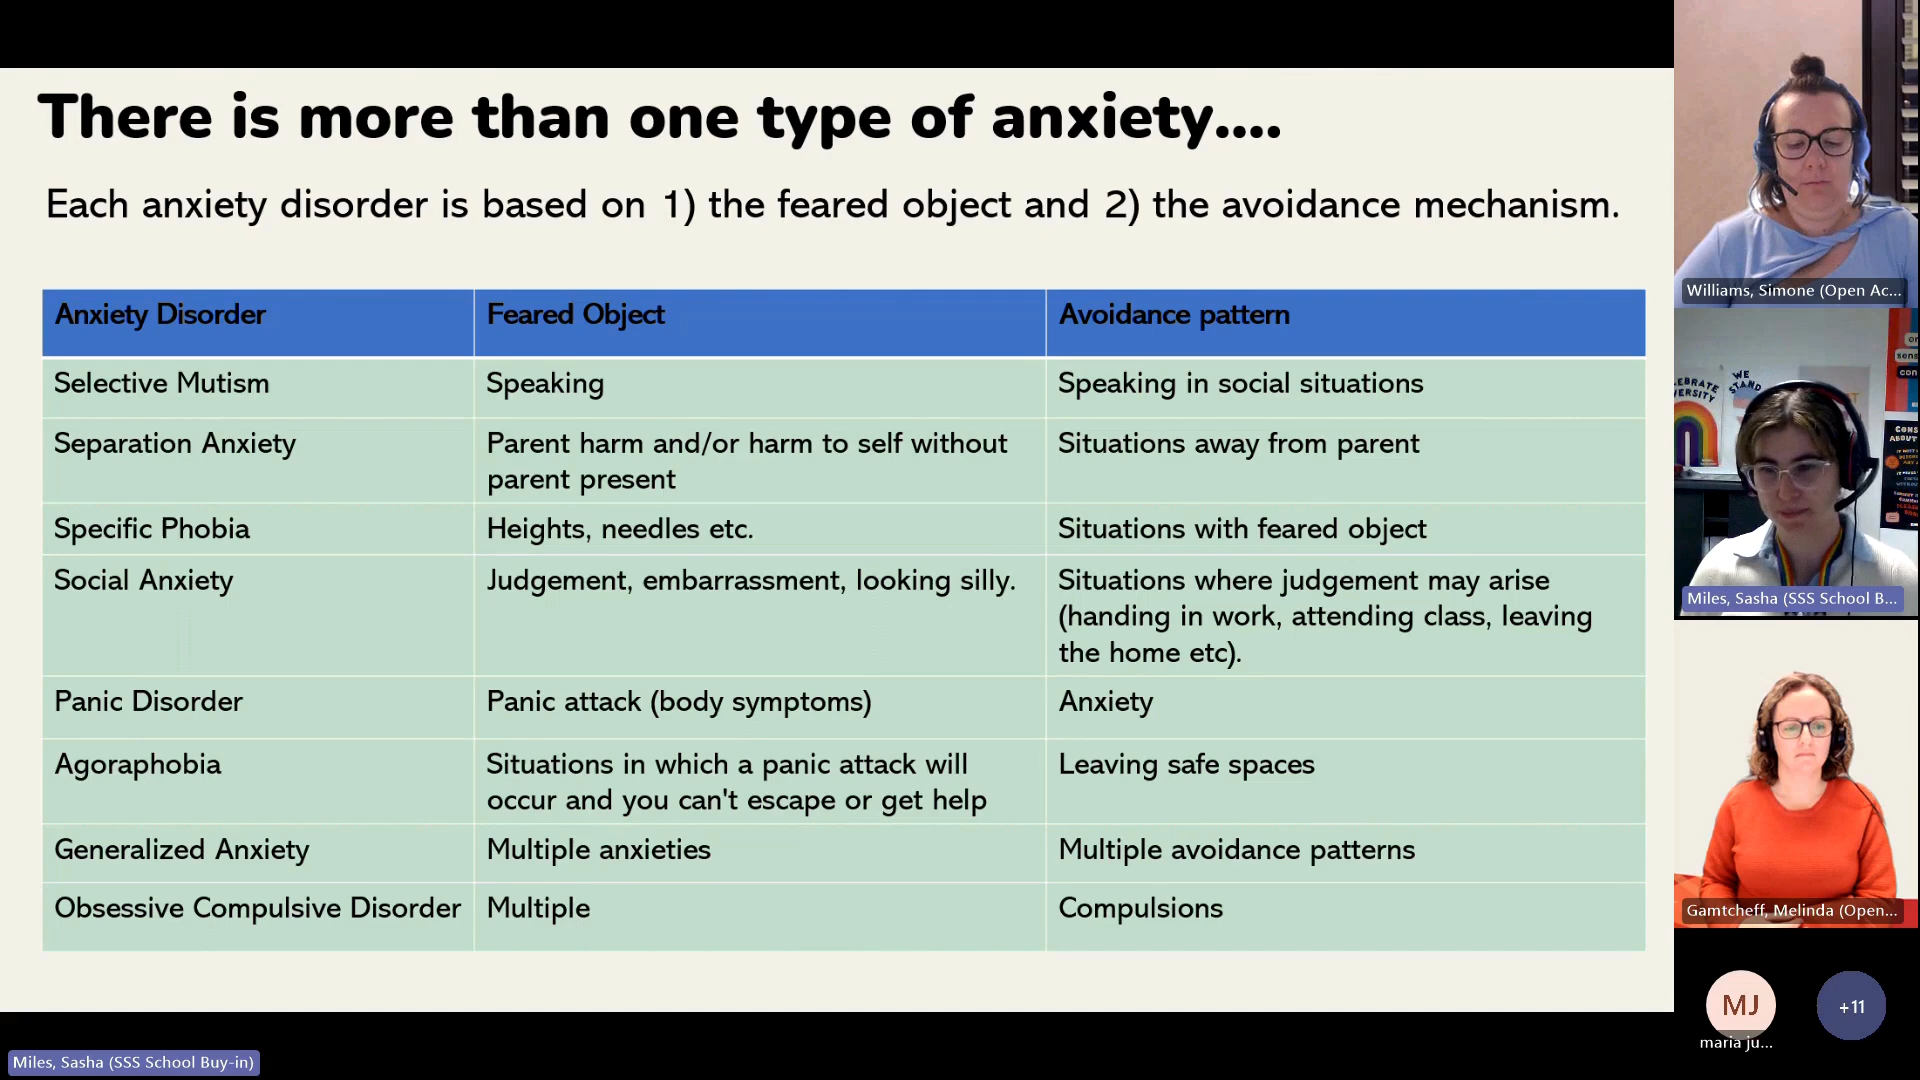 There is more than one type of anxiety....
Each anxiety disorder is based on 1) the feared object and 2) the avoidance mechanism.
Anxiety Disorder
Feared Object
Avoidance pattern
Selective Mutism
Speaking
Speaking in social situations
Separation Anxiety
Parent harm and/or harm to self without
parent present
Situations away from parent
Specific Phobia
Heights, needles etc.
Situations with feared object
Social Anxiety
Judgement, embarrassment, looking silly.
Situations where judgement may arise
(handing in work, attending class, leaving
the home etc).
Panic Disorder
Panic attack (body symptoms)
Anxiety
Agoraphobia
Situations in which a panic attack will
occur and you can't escape or get help
Leaving safe spaces
Generalized Anxiety
Multiple anxieties
Multiple avoidance patterns
Obsessive Compulsive Disorder
Multiple
Compulsions
Williams, Simone (Open Ac...
WE
STAND
Miles, Sasha (SSS School B...
Gamtcheff, Melinda (Open...
MJ
maria ju...
+11
Miles, Sasha (SSS School Buy-in)